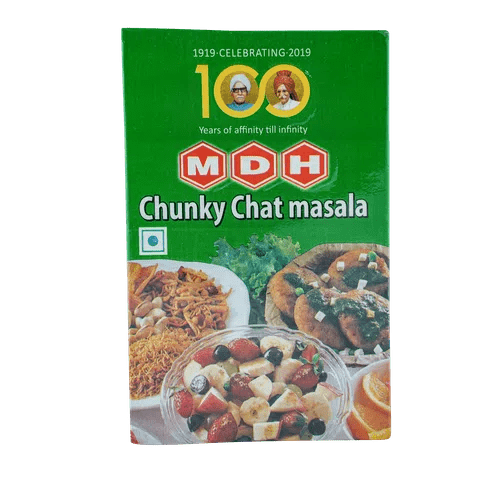 1919·CELEBRATING·2019
100
Years of affinity till infinity
MDH
Chunky Chat masala